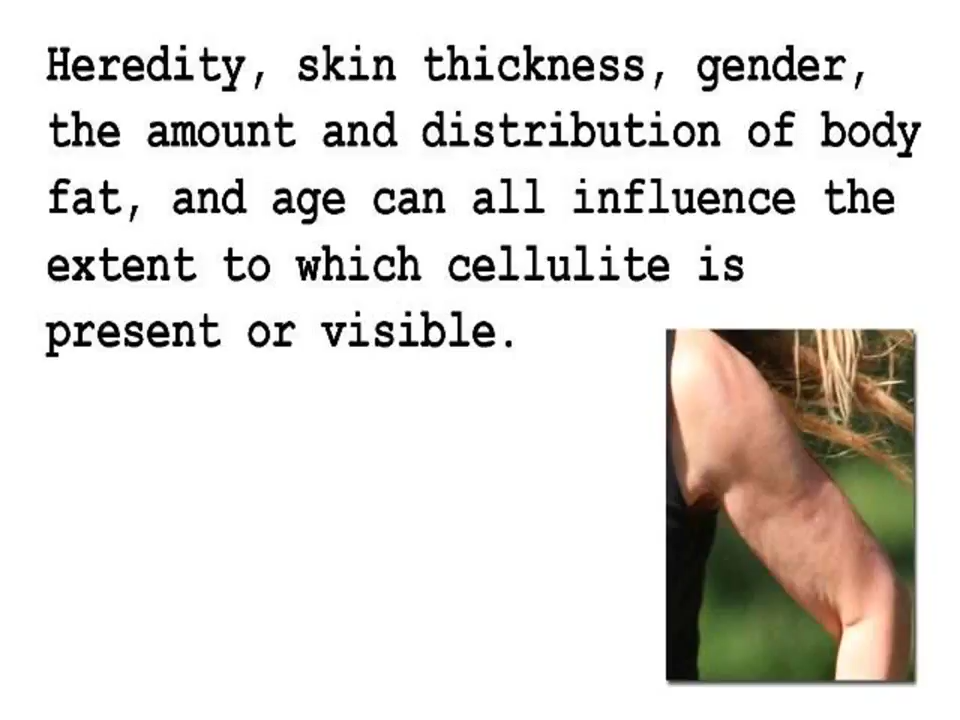 Heredity, skin thickness, gender,
the amount and distribution of body
fat, and age can all influence the
extent to which cellulite is
present or visible.